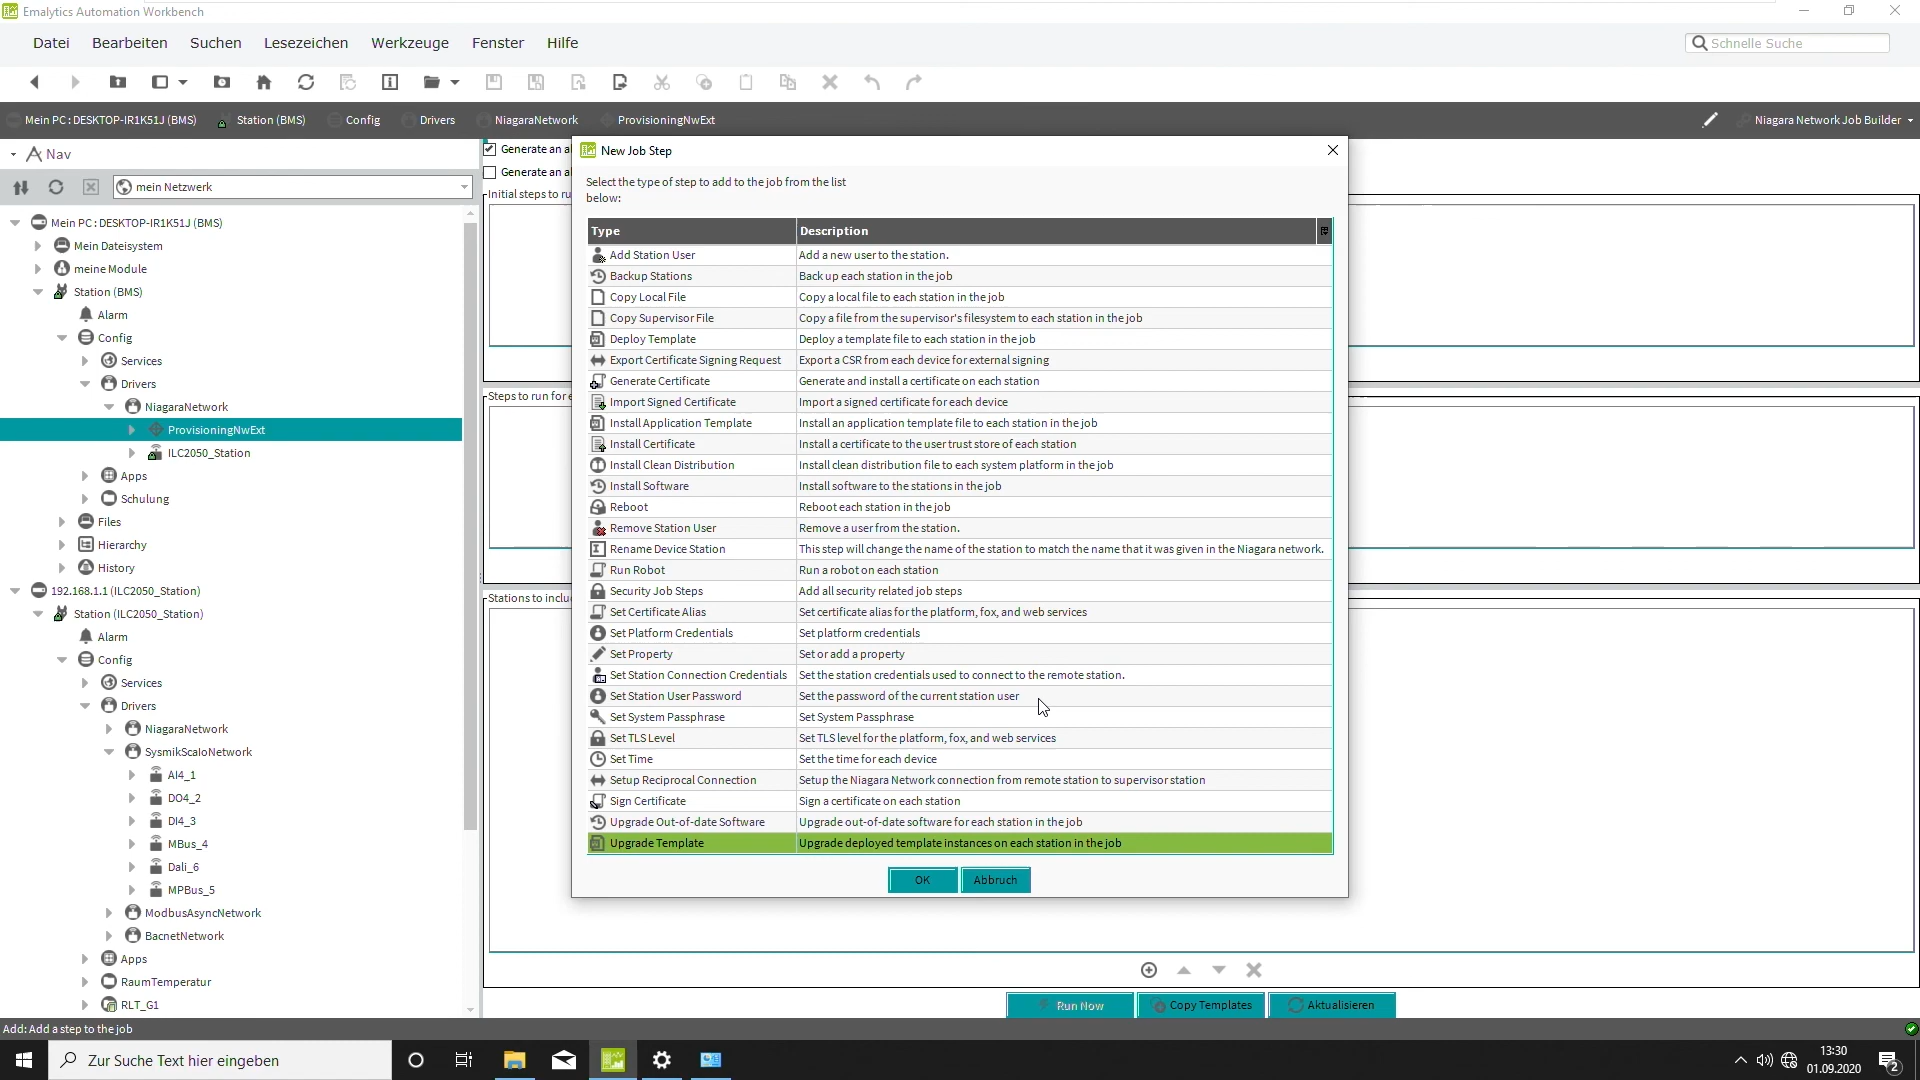 Emalytics Automation Workbench
Datei Bearbeiten Suchen Lesezeichen Werkzeuge Fenster Hilfe
Schnelle Suche
Mein PC : DESKTOP-IR1K51J (BMS) Station (BMS) Config Drivers NiagaraNetwork ProvisioningNwExt
Niagara Network Job Builder
Nav
mein Netzwerk
Mein PC : DESKTOP-IR1K51J (BMS)
Mein Dateisystem
meine Module
Station (BMS)
Alarm
Config
Services
Drivers
NiagaraNetwork
ProvisioningNwExt
ILC2050_Station
Apps
Schulung
Files
Hierarchy
History
192.168.1.1 (ILC2050_Station)
Station (ILC2050_Station)
Alarm
Config
Services
Drivers
NiagaraNetwork
SysmikScaIoNetwork
AI4_1
DO4_2
DI4_3
MBus_4
Dali_6
MPBus_5
ModbusAsyncNetwork
BacnetNetwork
Apps
RaumTemperatur
RLT_G1
Generate an al
Generate an al
Initial steps to ru
Steps to run for e
Stations to inclu
New Job Step
Select the type of step to add to the job from the list
below:
Type Description
Add Station User Add a new user to the station.
Backup Stations Back up each station in the job
Copy Local File Copy a local file to each station in the job
Copy Supervisor File Copy a file from the supervisor's filesystem to each station in the job
Deploy Template Deploy a template file to each station in the job
Export Certificate Signing Request Export a CSR from each device for external signing
Generate Certificate Generate and install a certificate on each station
Import Signed Certificate Import a signed certificate for each device
Install Application Template Install an application template file to each station in the job
Install Certificate Install a certificate to the user trust store of each station
Install Clean Distribution Install clean distribution file to each system platform in the job
Install Software Install software to the stations in the job
Reboot Reboot each station in the job
Remove Station User Remove a user from the station.
Rename Device Station This step will change the name of the station to match the name that it was given in the Niagara network.
Run Robot Run a robot on each station
Security Job Steps Add all security related job steps
Set Certificate Alias Set certificate alias for the platform, fox, and web services
Set Platform Credentials Set platform credentials
Set Property Set or add a property
Set Station Connection Credentials Set the station credentials used to connect to the remote station.
Set Station User Password Set the password of the current station user
Set System Passphrase Set System Passphrase
Set TLS Level Set TLS level for the platform, fox, and web services
Set Time Set the time for each device
Setup Reciprocal Connection Setup the Niagara Network connection from remote station to supervisor station
Sign Certificate Sign a certificate on each station
Upgrade Out-of-date Software Upgrade out-of-date software for each station in the job
Upgrade Template Upgrade deployed template instances on each station in the job
OK Abbruch
Run Now Copy Templates Aktualisieren
Add: Add a step to the job
Zur Suche Text hier eingeben
13:30
01.09.2020
2